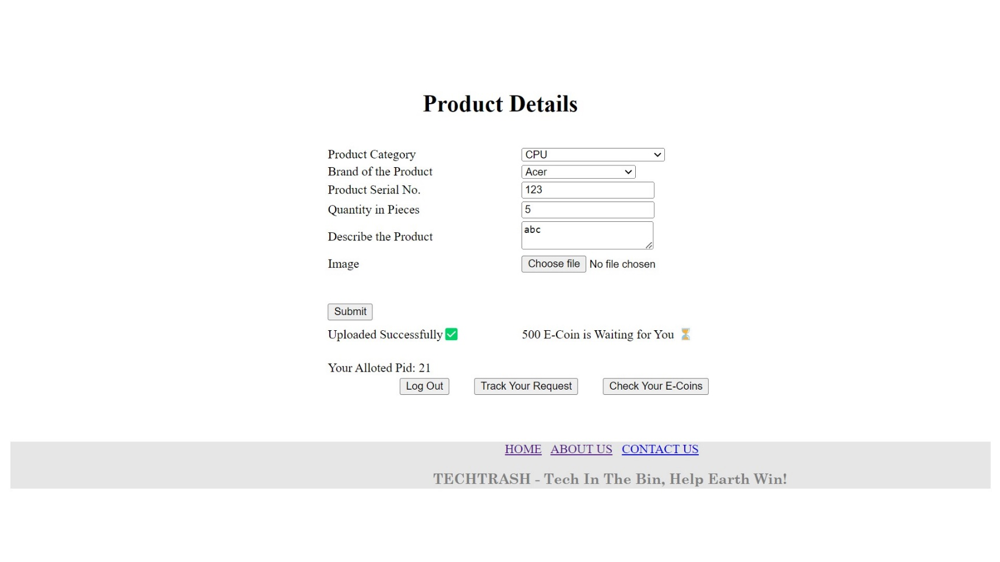 Product Details
Product Category CPU
Brand of the Product Acer
Product Serial No. 123
Quantity in Pieces 5
Describe the Product abc
Image Choose file No file chosen
Submit
Uploaded Successfully ✅ 500 E-Coin is Waiting for You ⏳
Your Alloted Pid: 21
Log Out Track Your Request Check Your E-Coins
HOME ABOUT US CONTACT US
TECHTRASH - Tech In The Bin, Help Earth Win!